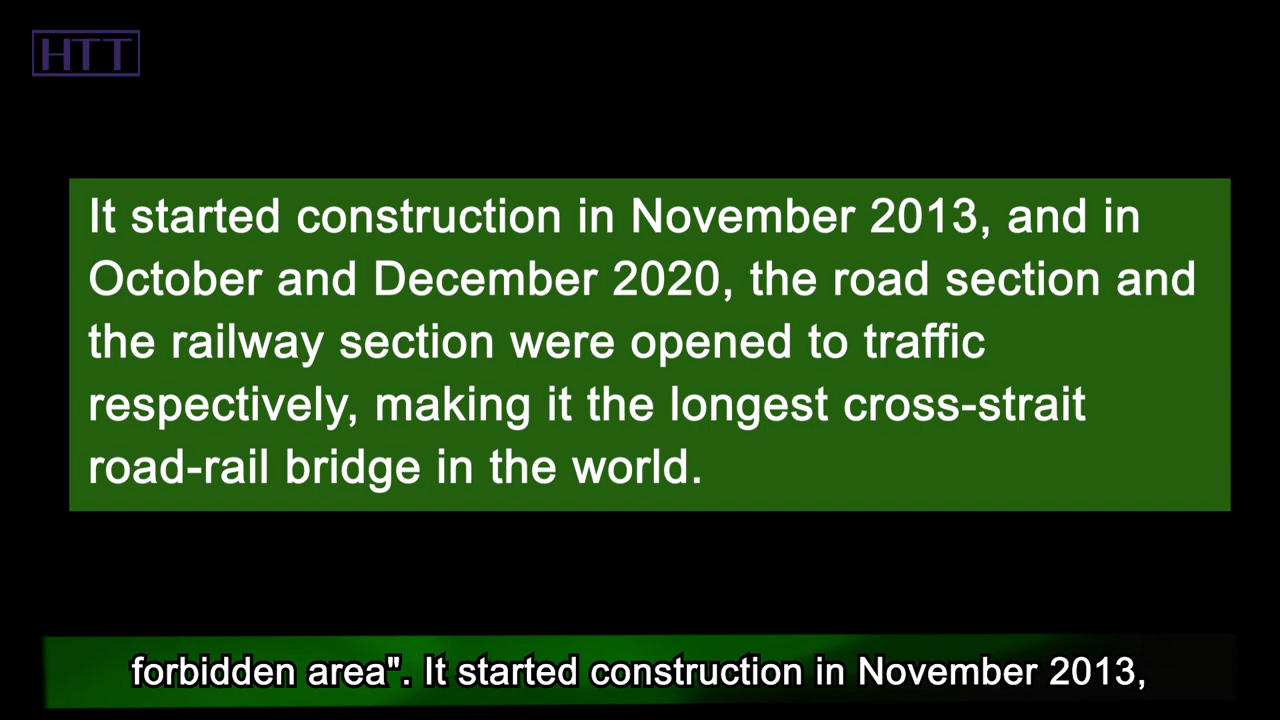 HTT
It started construction in November 2013, and in
October and December 2020, the road section and
the railway section were opened to traffic
respectively, making it the longest cross-strait
road-rail bridge in the world.
forbidden area". It started construction in November 2013,